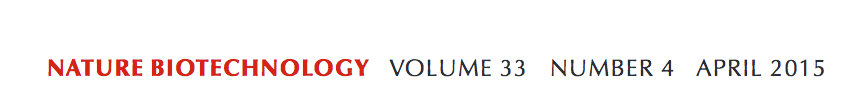 NATURE BIOTECHNOLOGY VOLUME 33 NUMBER 4 APRIL 2015